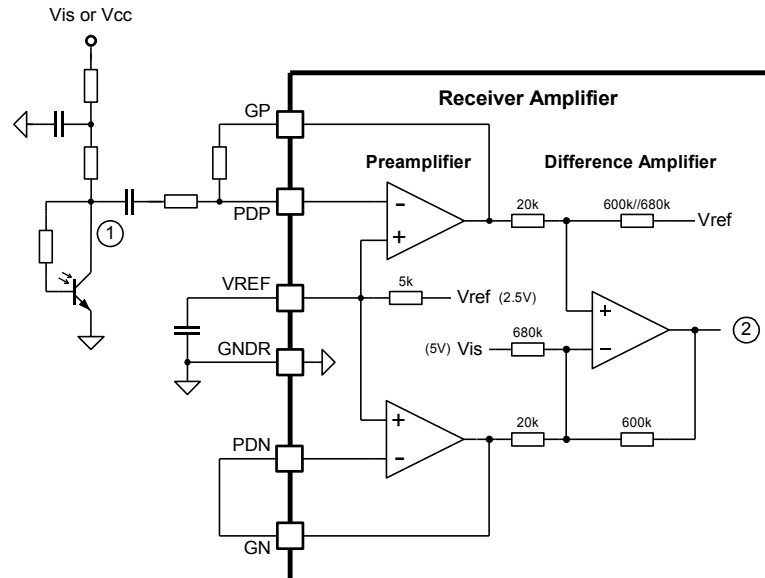 Vis or Vcc
Receiver Amplifier
GP
Preamplifier
Difference Amplifier
20k
600k//680k
Vref
PDP
1
VREF
5k
Vref (2.5V)
(5V) Vis
680k
2
GNDR
PDN
20k
600k
GN